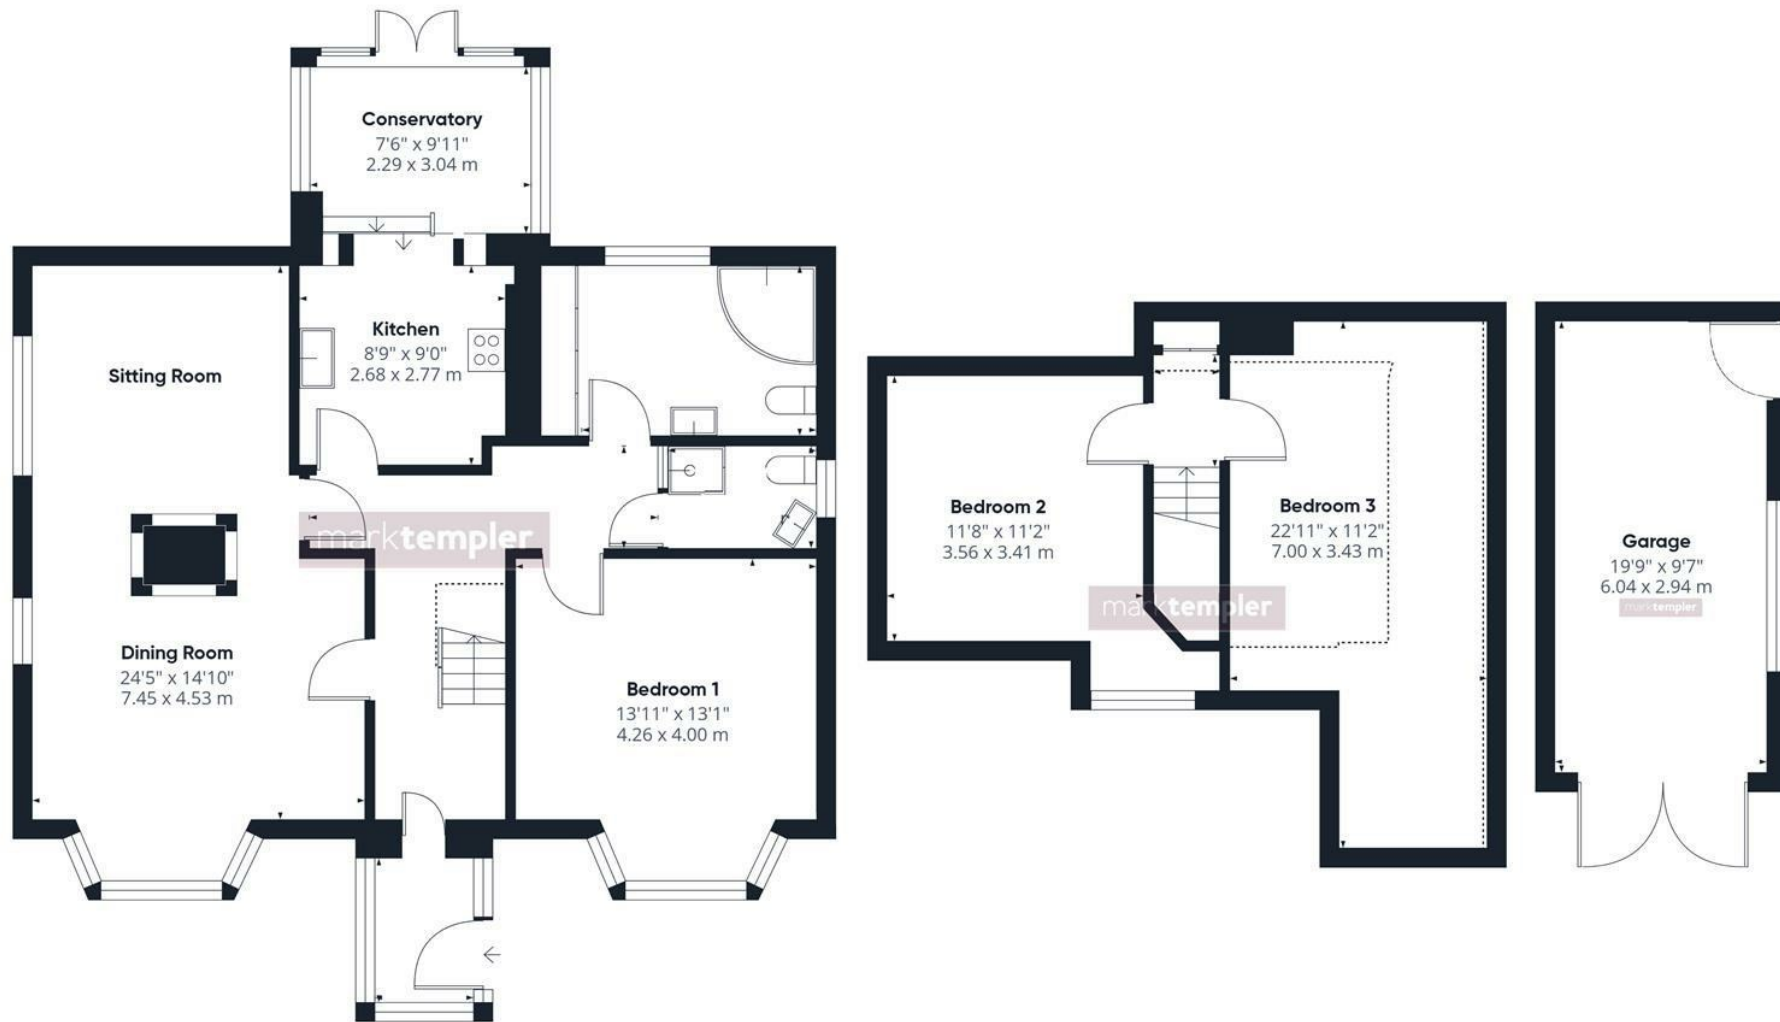 Conservatory
7'6" x 9'11"
2.29 x 3.04 m
Kitchen
8'9" x 9'0"
2.68 x 2.77 m
Sitting Room
marktempler
Dining Room
24'5" x 14'10"
7.45 x 4.53 m
Bedroom 1
13'11" x 13'1"
4.26 x 4.00 m
Bedroom 2
11'8" x 11'2"
3.56 x 3.41 m
Bedroom 3
22'11" x 11'2"
7.00 x 3.43 m
marktempler
Garage
19'9" x 9'7"
6.04 x 2.94 m
marktempler